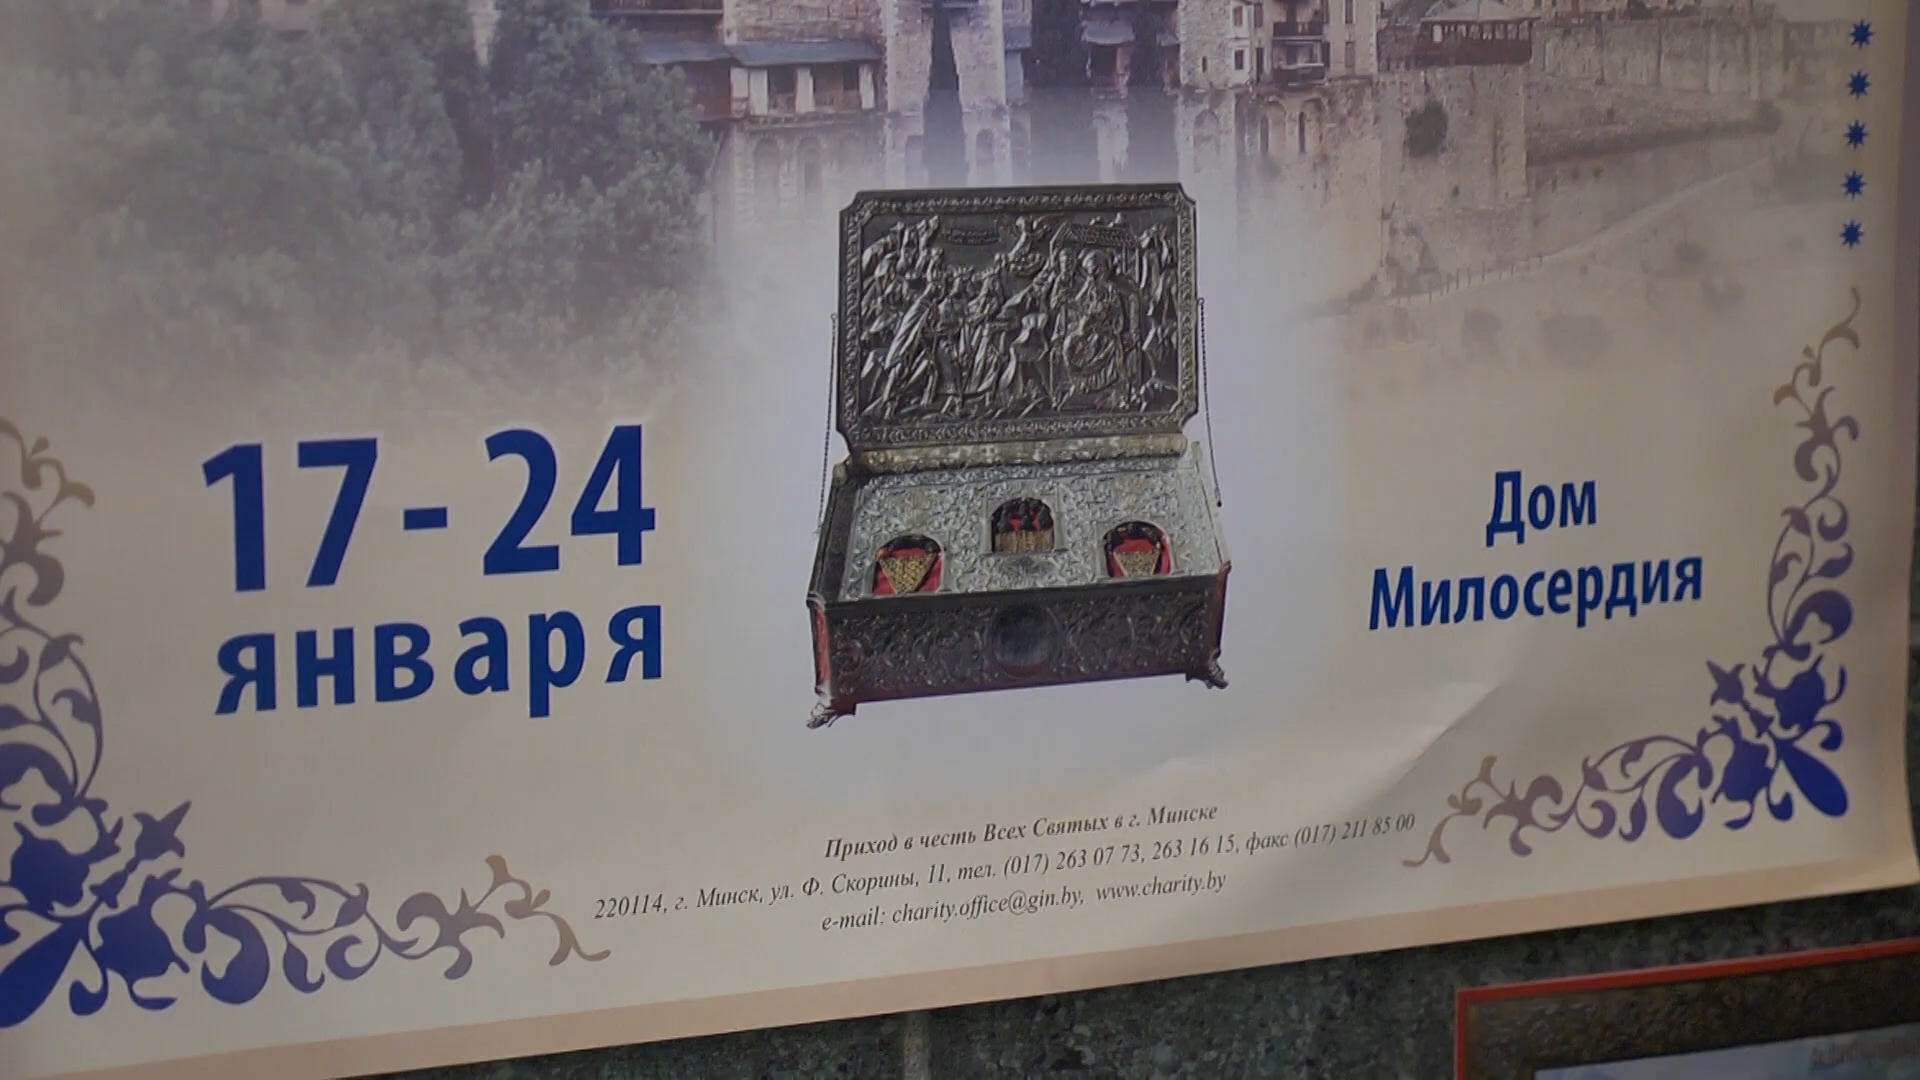 17-24
января
Дом
Милосердия
Приход в честь Всех Святых в г. Минске
220114, г. Минск, ул. Ф. Скорины, 11, тел. (017) 263 07 73, 263 16 15, факс (017) 211 85 00
e-mail: charity.office@gin.by, www.charity.by